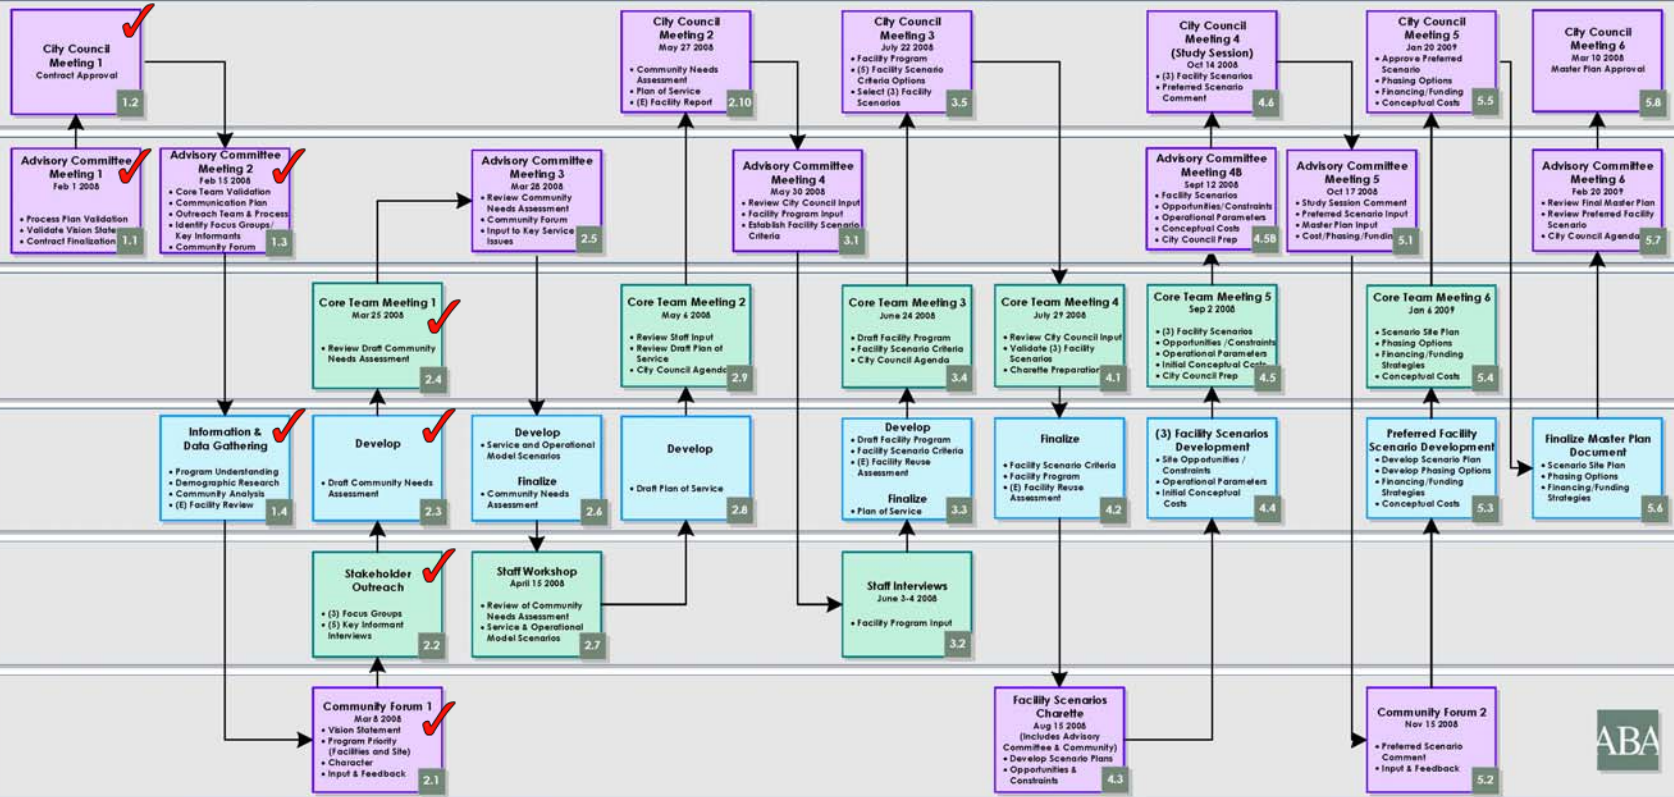 City Council
Meeting 1
Contract Approval
1.2
City Council
Meeting 2
May 27 2008
• Community Needs
Assessment
• Plan of Service
• (E) Facility Report
2.10
City Council
Meeting 3
July 22 2008
• Facility Program
• (5) Facility Scenario
Criteria Options
• Select (3) Facility
Scenarios
3.5
City Council
Meeting 4
(Study Session)
Oct 14 2008
• (3) Facility Scenarios
• Preferred Scenario
Comment
4.6
City Council
Meeting 5
Jan 20 2009
• Approve Preferred
Scenario
• Phasing Options
• Financing/Funding
• Conceptual Costs
5.5
City Council
Meeting 6
Mar 10 2008
Master Plan Approval
5.8
Advisory Committee
Meeting 1
Feb 1 2008
• Process Plan Validation
• Validate Vision State
• Contract Finalization
1.1
Advisory Committee
Meeting 2
Feb 15 2008
• Core Team Validation
• Communication Plan
• Outreach Team & Process
• Identify Focus Groups/
Key Informants
• Community Forum
1.3
Advisory Committee
Meeting 3
Mar 28 2008
• Review Community
Needs Assessment
• Community Forum
• Input to Key Service
Issues
2.5
Advisory Committee
Meeting 4
May 30 2008
• Review City Council Input
• Facility Program Input
• Establish Facility Scenario
Criteria
3.1
Advisory Committee
Meeting 4B
Sept 12 2008
• Facility Scenarios
• Opportunities/Constraints
• Operational Parameters
• Conceptual Costs
• City Council Prep
4.5B
Advisory Committee
Meeting 5
Oct 17 2008
• Study Session Comment
• Preferred Scenario Input
• Master Plan Input
• Cost/Phasing/Fundin
5.1
Advisory Committee
Meeting 6
Feb 20 2009
• Review Final Master Plan
• Review Preferred Facility
Scenario
• City Council Agenda
5.7
Core Team Meeting 1
Mar 25 2008
• Review Draft Community
Needs Assessment
2.4
Core Team Meeting 2
May 6 2008
• Review Staff Input
• Review Draft Plan of
Service
• City Council Agenda
2.9
Core Team Meeting 3
June 24 2008
• Draft Facility Program
• Facility Scenario Criteria
• City Council Agenda
3.4
Core Team Meeting 4
July 29 2008
• Review City Council Input
• Validate (3) Facility
Scenarios
• Charette Preparation
4.1
Core Team Meeting 5
Sep 2 2008
• (3) Facility Scenarios
• Opportunities /Constraints
• Operational Parameters
• Initial Conceptual Costs
• City Council Prep
4.5
Core Team Meeting 6
Jan 6 2009
• Scenario Site Plan
• Phasing Options
• Financing/Funding
Strategies
• Conceptual Costs
5.4
Information &
Data Gathering
• Program Understanding
• Demographic Research
• Community Analysis
• (E) Facility Review
1.4
Develop
• Draft Community Needs
Assessment
2.3
Develop
• Service and Operational
Model Scenarios
Finalize
• Community Needs
Assessment
2.6
Develop
• Draft Plan of Service
2.8
Develop
• Draft Facility Program
• Facility Scenario Criteria
• (E) Facility Reuse
Assessment
Finalize
• Plan of Service
3.3
Finalize
• Facility Scenario Criteria
• Facility Program
• (E) Facility Reuse
Assessment
4.2
(3) Facility Scenarios
Development
• Site Opportunities /
Constraints
• Operational Parameters
• Initial Conceptual
Costs
4.4
Preferred Facility
Scenario Development
• Develop Scenario Plan
• Develop Phasing Options
• Financing/Funding
Strategies
• Conceptual Costs
5.3
Finalize Master Plan
Document
• Scenario Site Plan
• Phasing Options
• Financing/Funding
Strategies
5.6
Stakeholder
Outreach
• (3) Focus Groups
• (5) Key Informant
Interviews
2.2
Staff Workshop
April 15 2008
• Review of Community
Needs Assessment
• Service & Operational
Model Scenarios
2.7
Staff Interviews
June 3-4 2008
• Facility Program Input
3.2
Community Forum 1
Mar 8 2008
• Vision Statement
• Program Priority
(Facilities and Site)
• Character
• Input & Feedback
2.1
Facility Scenarios
Charette
Aug 15 2008
(Includes Advisory
Committee & Community)
• Develop Scenario Plans
• Opportunities &
Constraints
4.3
Community Forum 2
Nov 15 2008
• Preferred Scenario
Comment
• Input & Feedback
5.2
ABA